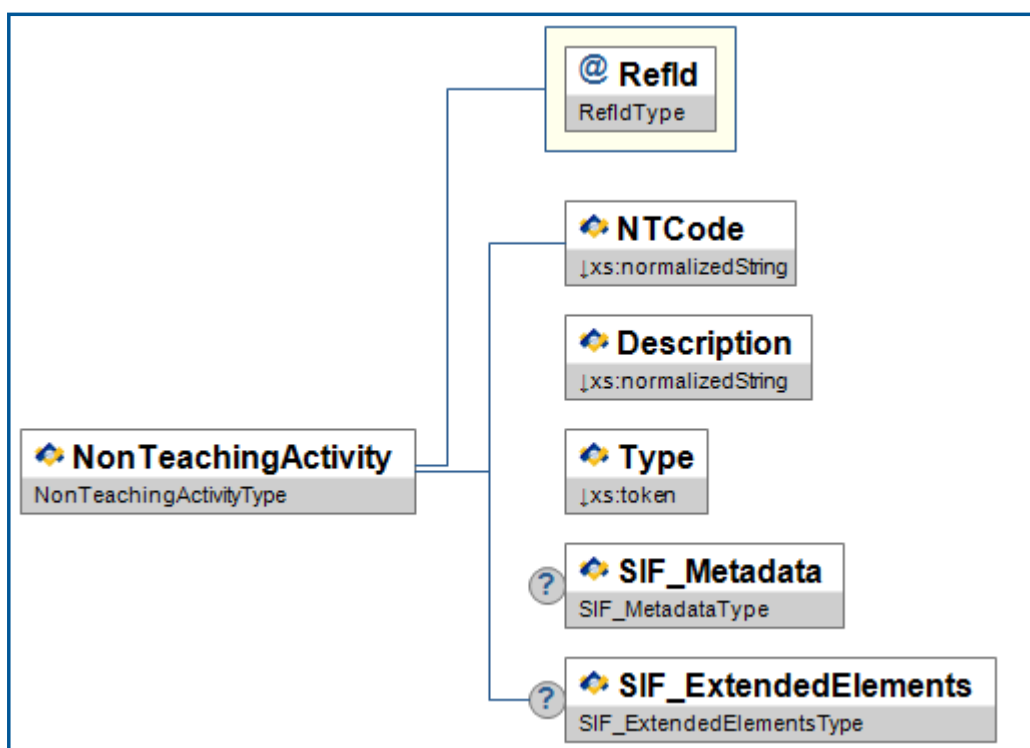 @ RefId
RefIdType
NTCode
↓xs:normalizedString
Description
↓xs:normalizedString
NonTeachingActivity
NonTeachingActivityType
Type
↓xs:token
? SIF_Metadata
SIF_MetadataType
? SIF_ExtendedElements
SIF_ExtendedElementsType